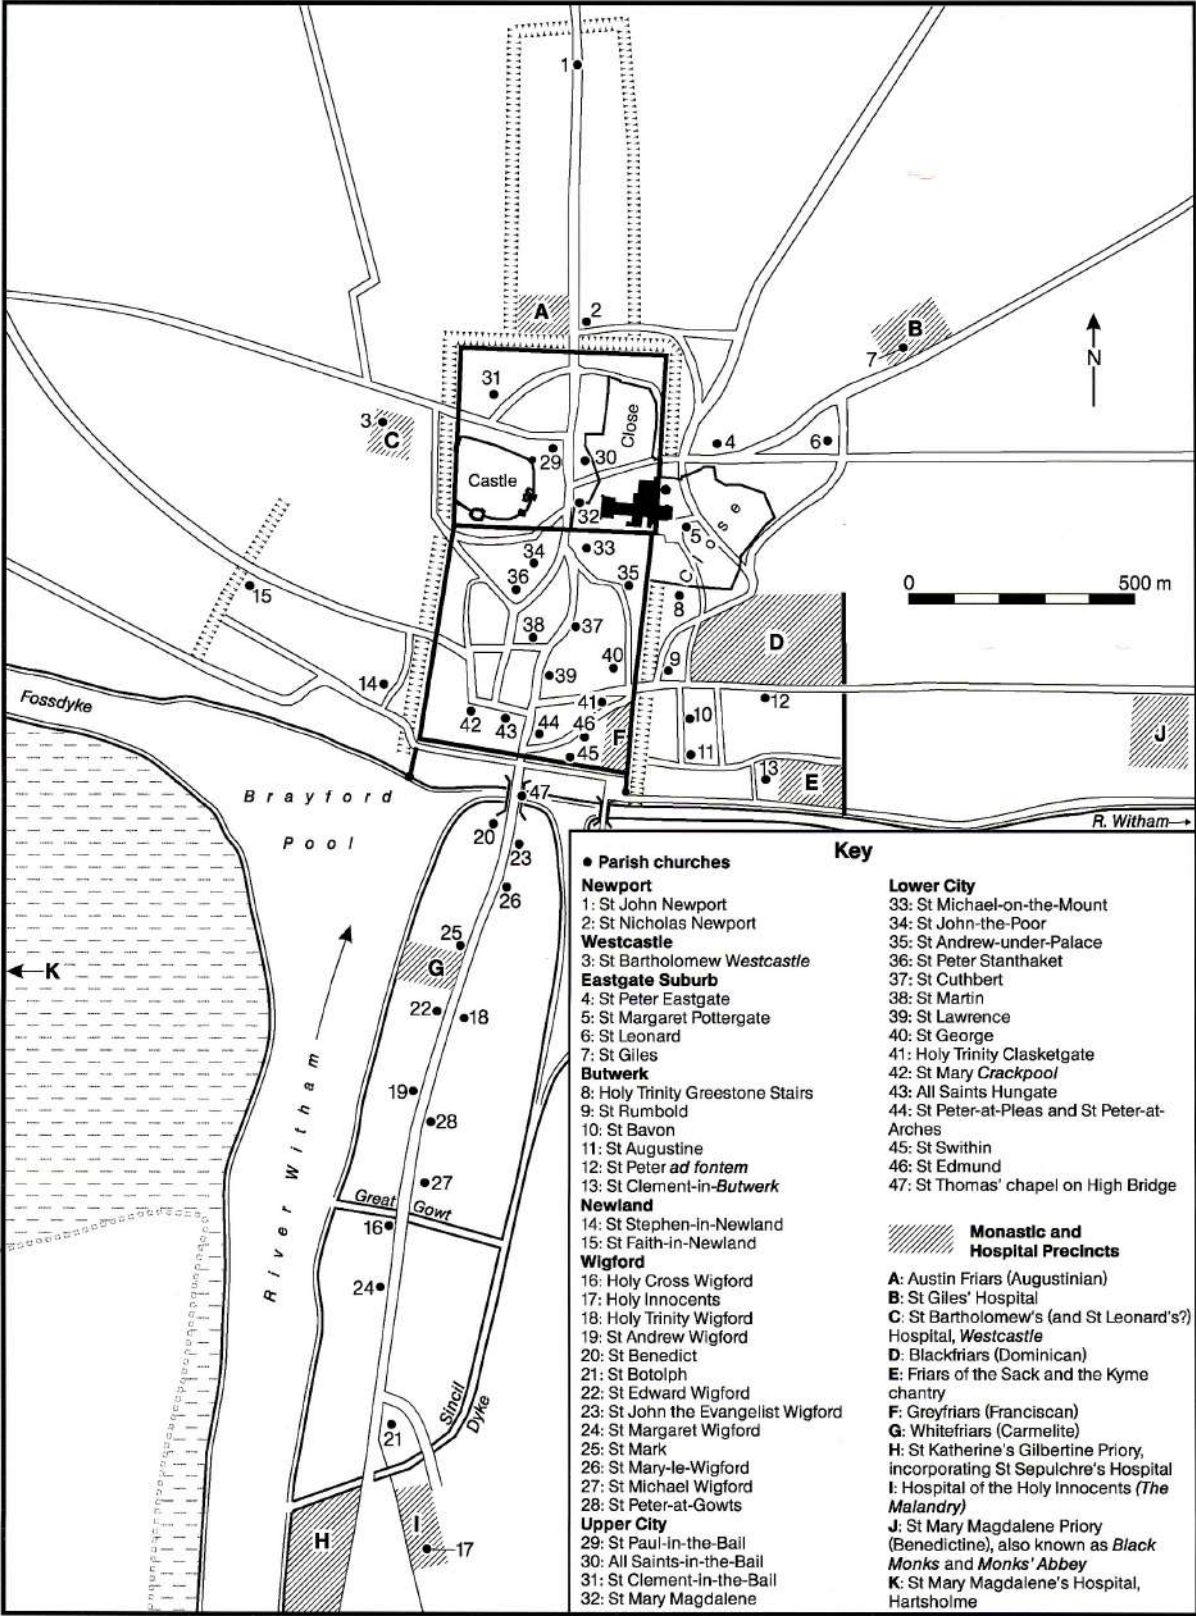 1
A
2
B
7
N
31
3
C
Close
4
6
29
30
Castle
32
5
Close
34
33
36
35
0
500 m
15
8
38
37
D
40
9
39
14
41
12
Fossdyke
42
43
44
46
10
F
J
45
11
13
E
47
Brayford
Pool
20
23
R. Witham
26
25
K
G
22
18
River Witham
19
28
27
Great Gowt
16
24
Sincil
Dyke
21
H
I
17
Key
Parish churches
Newport
1: St John Newport
2: St Nicholas Newport
Westcastle
3: St Bartholomew Westcastle
Eastgate Suburb
4: St Peter Eastgate
5: St Margaret Pottergate
6: St Leonard
7: St Giles
Butwerk
8: Holy Trinity Greestone Stairs
9: St Rumbold
10: St Bavon
11: St Augustine
12: St Peter ad fontem
13: St Clement-in-Butwerk
Newland
14: St Stephen-in-Newland
15: St Faith-in-Newland
Wigford
16: Holy Cross Wigford
17: Holy Innocents
18: Holy Trinity Wigford
19: St Andrew Wigford
20: St Benedict
21: St Botolph
22: St Edward Wigford
23: St John the Evangelist Wigford
24: St Margaret Wigford
25: St Mark
26: St Mary-le-Wigford
27: St Michael Wigford
28: St Peter-at-Gowts
Upper City
29: St Paul-in-the-Bail
30: All Saints-in-the-Bail
31: St Clement-in-the-Bail
32: St Mary Magdalene
Lower City
33: St Michael-on-the-Mount
34: St John-the-Poor
35: St Andrew-under-Palace
36: St Peter Stanthaket
37: St Cuthbert
38: St Martin
39: St Lawrence
40: St George
41: Holy Trinity Clasketgate
42: St Mary Crackpool
43: All Saints Hungate
44: St Peter-at-Pleas and St Peter-at-
Arches
45: St Swithin
46: St Edmund
47: St Thomas' chapel on High Bridge
Monastic and
Hospital Precincts
A: Austin Friars (Augustinian)
B: St Giles' Hospital
C: St Bartholomew's (and St Leonard's?)
Hospital, Westcastle
D: Blackfriars (Dominican)
E: Friars of the Sack and the Kyme
chantry
F: Greyfriars (Franciscan)
G: Whitefriars (Carmelite)
H: St Katherine's Gilbertine Priory,
incorporating St Sepulchre's Hospital
I: Hospital of the Holy Innocents (The
Malandry)
J: St Mary Magdalene Priory
(Benedictine), also known as Black
Monks and Monks' Abbey
K: St Mary Magdalene's Hospital,
Hartsholme